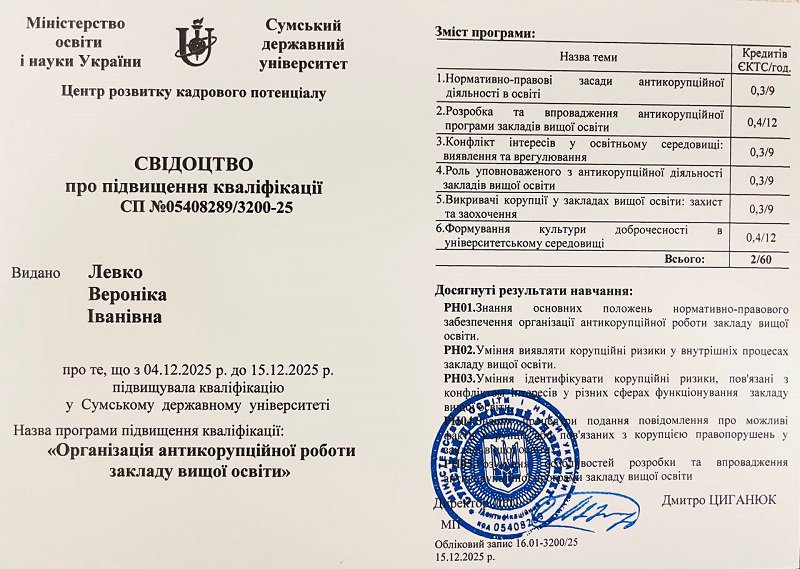 Міністерство
освіти
і науки України
Сумський
державний
університет
Центр розвитку кадрового потенціалу
СВІДОЦТВО
про підвищення кваліфікації
СП №05408289/3200-25
Видано Левко
Вероніка
Іванівна
про те, що з 04.12.2025 р. до 15.12.2025 р.
підвищувала кваліфікацію
у Сумському державному університеті
Назва програми підвищення кваліфікації:
«Організація антикорупційної роботи
закладу вищої освіти»
Зміст програми:
Назва теми Кредитів
ЄКТС/год.
1.Нормативно-правові засади антикорупційної
діяльності в освіті 0,3/9
2.Розробка та впровадження антикорупційної
програми закладів вищої освіти 0,4/12
3.Конфлікт інтересів у освітньому середовищі:
виявлення та врегулювання 0,3/9
4.Роль уповноваженого з антикорупційної діяльності
закладів вищої освіти 0,3/9
5.Викривачі корупції у закладах вищої освіти: захист
та заохочення 0,3/9
6.Формування культури доброчесності в
університетському середовищі 0,4/12
Всього: 2/60
Досягнуті результати навчання:
РН01.Знання основних положень нормативно-правового
забезпечення організації антикорупційної роботи закладу вищої
освіти.
РН02.Уміння виявляти корупційні ризики у внутрішніх процесах
закладу вищої освіти.
РН03.Уміння ідентифікувати корупційні ризики, пов'язані з
конфліктом інтересів у різних сферах функціонування закладу
вищої освіти
подання повідомлення про можливі
пов'язаних з корупцією правопорушень у
розробки та впровадження
програми закладу вищої освіти
Директор Дмитро ЦИГАНЮК
МП
Обліковий запис 16.01-3200/25
15.12.2025 р.